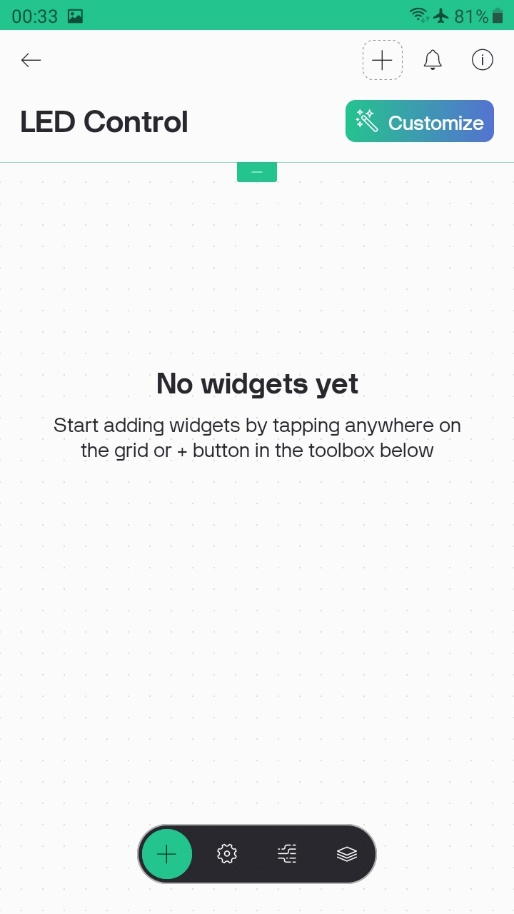 00:33
81%
LED Control
Customize
No widgets yet
Start adding widgets by tapping anywhere on
the grid or + button in the toolbox below